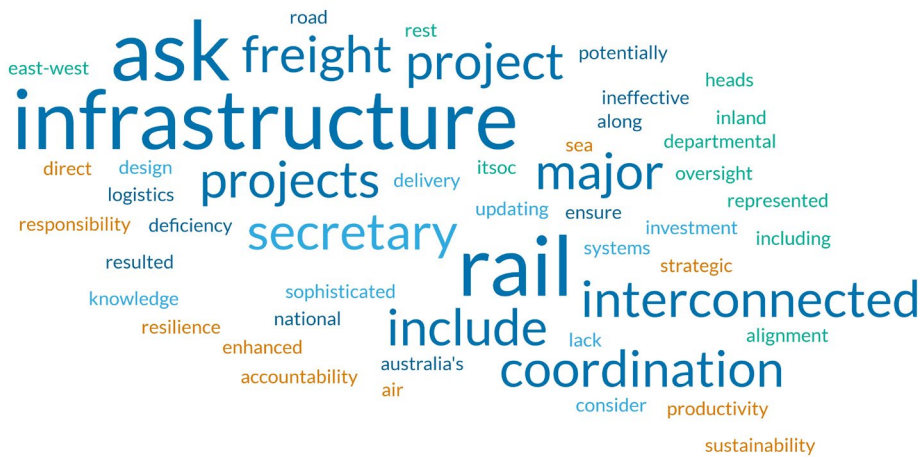 road
rest
ask
freight
project
potentially
east-west
heads
infrastructure
ineffective
along
inland
departmental
sea
direct
design
projects
delivery
itsoc
major
oversight
logistics
represented
responsibility
deficiency
secretary
updating
ensure
investment
including
systems
resulted
rail
strategic
knowledge
sophisticated
interconnected
resilience
national
include
lack
alignment
enhanced
australia's
coordination
accountability
air
consider
productivity
sustainability